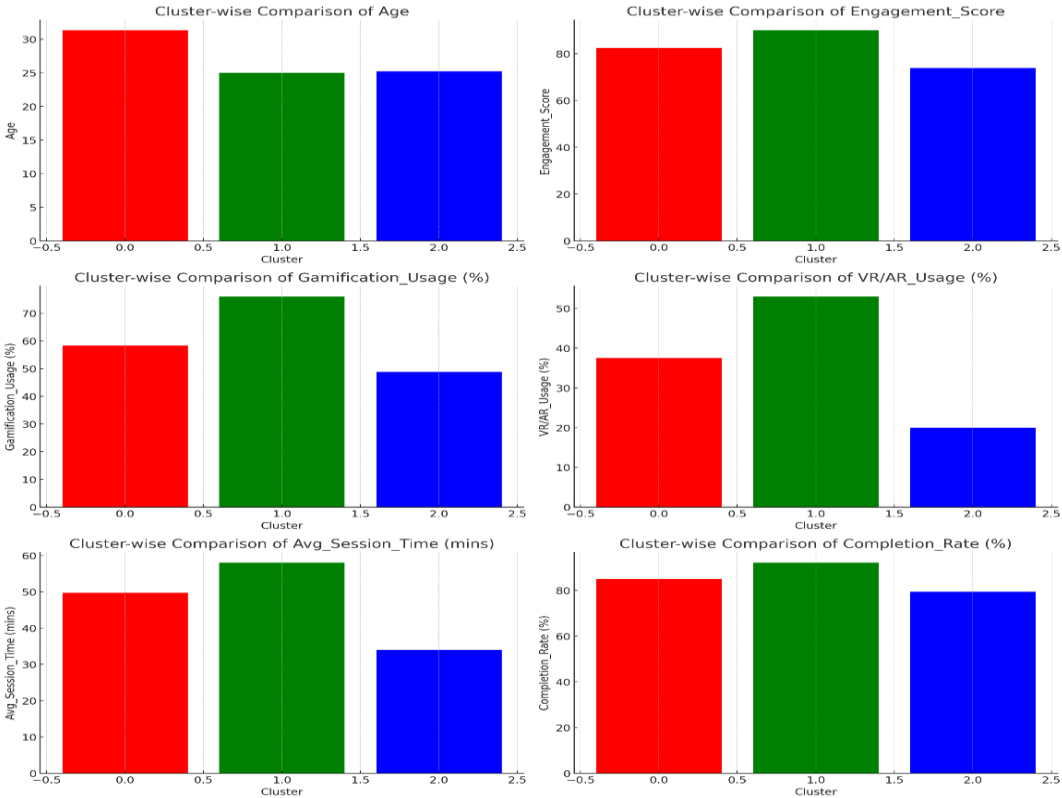 Cluster-wise Comparison of Age
30
25
20
15
10
5
0
Age
−0.5 0.0 0.5 1.0 1.5 2.0 2.5
Cluster
Cluster-wise Comparison of Engagement_Score
80
60
40
20
0
Engagement_Score
−0.5 0.0 0.5 1.0 1.5 2.0 2.5
Cluster
Cluster-wise Comparison of Gamification_Usage (%)
70
60
50
40
30
20
10
0
Gamification_Usage (%)
−0.5 0.0 0.5 1.0 1.5 2.0 2.5
Cluster
Cluster-wise Comparison of VR/AR_Usage (%)
50
40
30
20
10
0
VR/AR_Usage (%)
−0.5 0.0 0.5 1.0 1.5 2.0 2.5
Cluster
Cluster-wise Comparison of Avg_Session_Time (mins)
60
50
40
30
20
10
0
Avg_Session_Time (mins)
−0.5 0.0 0.5 1.0 1.5 2.0 2.5
Cluster
Cluster-wise Comparison of Completion_Rate (%)
80
60
40
20
0
Completion_Rate (%)
−0.5 0.0 0.5 1.0 1.5 2.0 2.5
Cluster